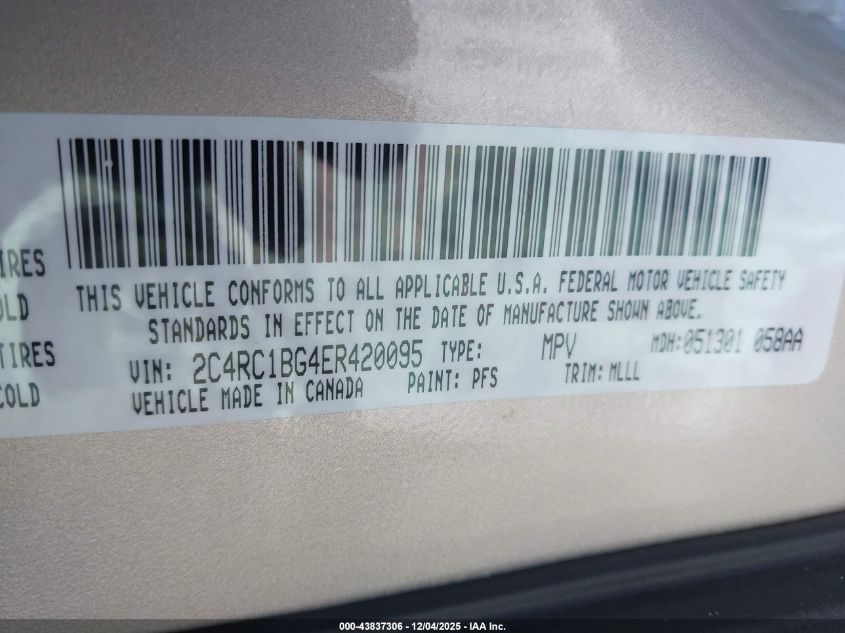 THIS VEHICLE CONFORMS TO ALL APPLICABLE U.S.A. FEDERAL MOTOR VEHICLE SAFETY
STANDARDS IN EFFECT ON THE DATE OF MANUFACTURE SHOWN ABOVE.
VIN: 2C4RC1BG4ER420095 TYPE: MPV MDH:051301 058AA
VEHICLE MADE IN CANADA PAINT: PFS TRIM: MLLL
IRES
OLD
TIRES
COLD
000-43837306 - 12/04/2025 - IAA Inc.